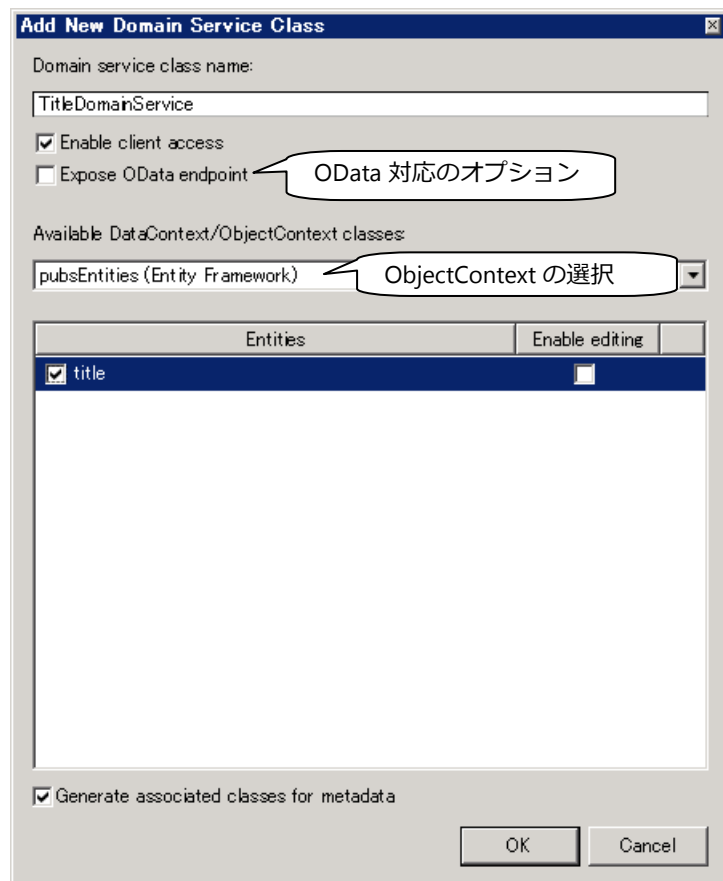 Add New Domain Service Class
Domain service class name:
TitleDomainService
Enable client access
Expose OData endpoint
OData 対応のオプション
Available DataContext/ObjectContext classes:
pubsEntities (Entity Framework)
ObjectContext の選択
Entities Enable editing
title
Generate associated classes for metadata
OK Cancel